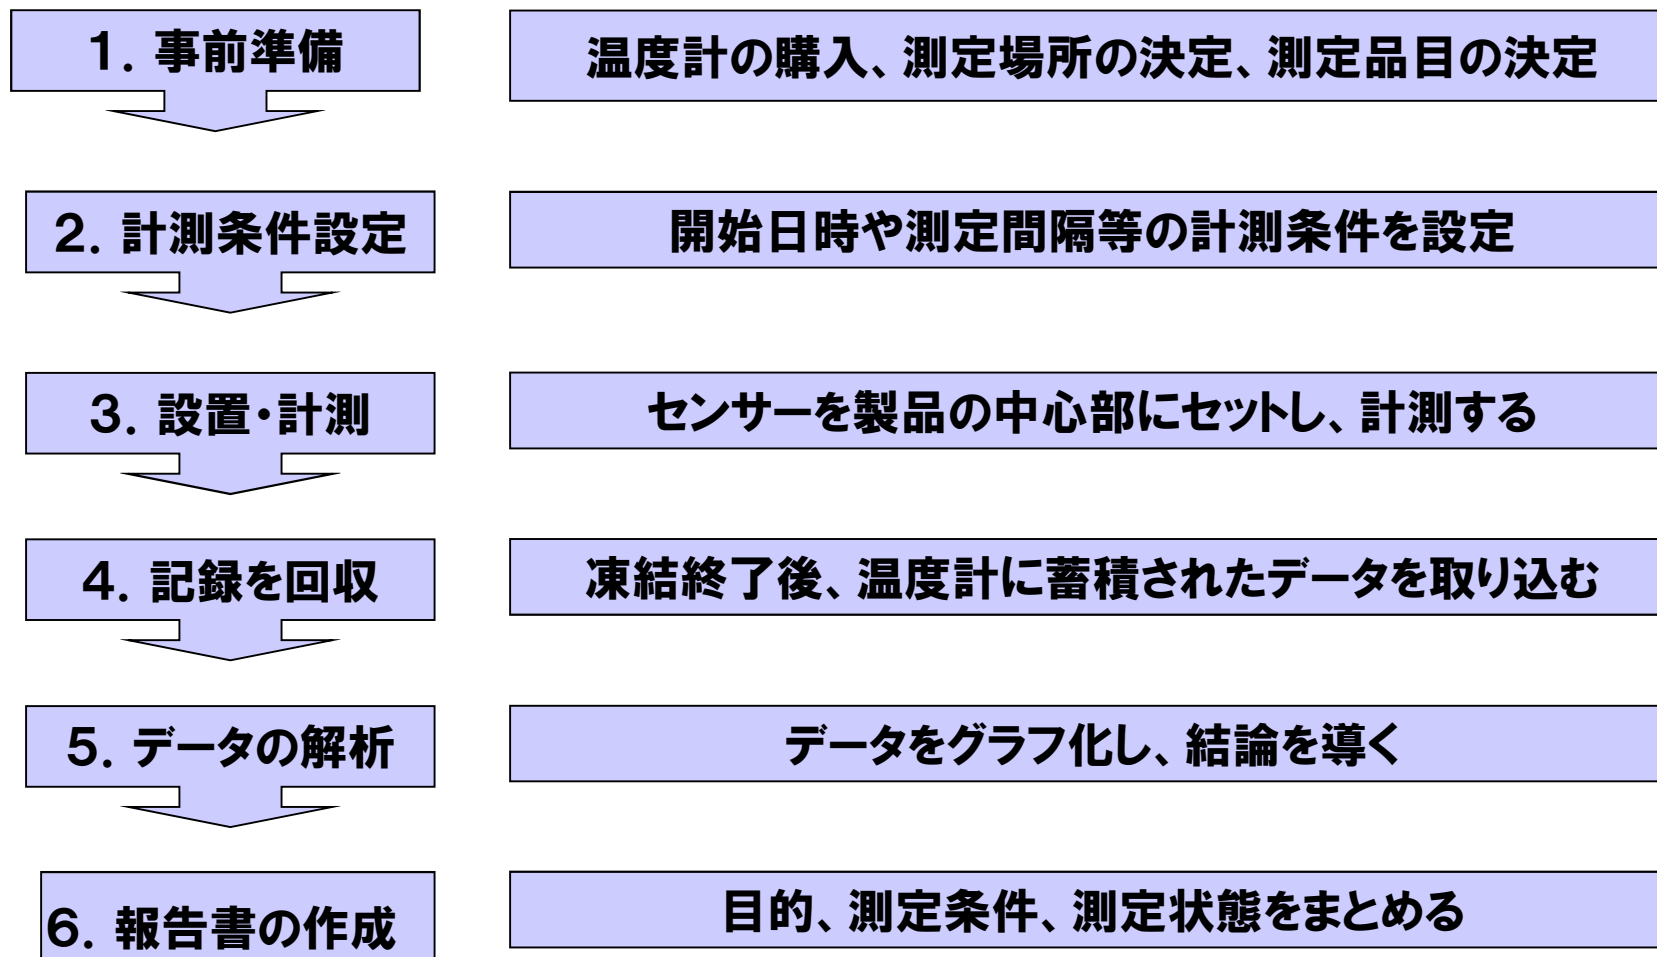 1．事前準備
温度計の購入、測定場所の決定、測定品目の決定
2．計測条件設定
開始日時や測定間隔等の計測条件を設定
3．設置・計測
センサーを製品の中心部にセットし、計測する
4．記録を回収
凍結終了後、温度計に蓄積されたデータを取り込む
5．データの解析
データをグラフ化し、結論を導く
6．報告書の作成
目的、測定条件、測定状態をまとめる